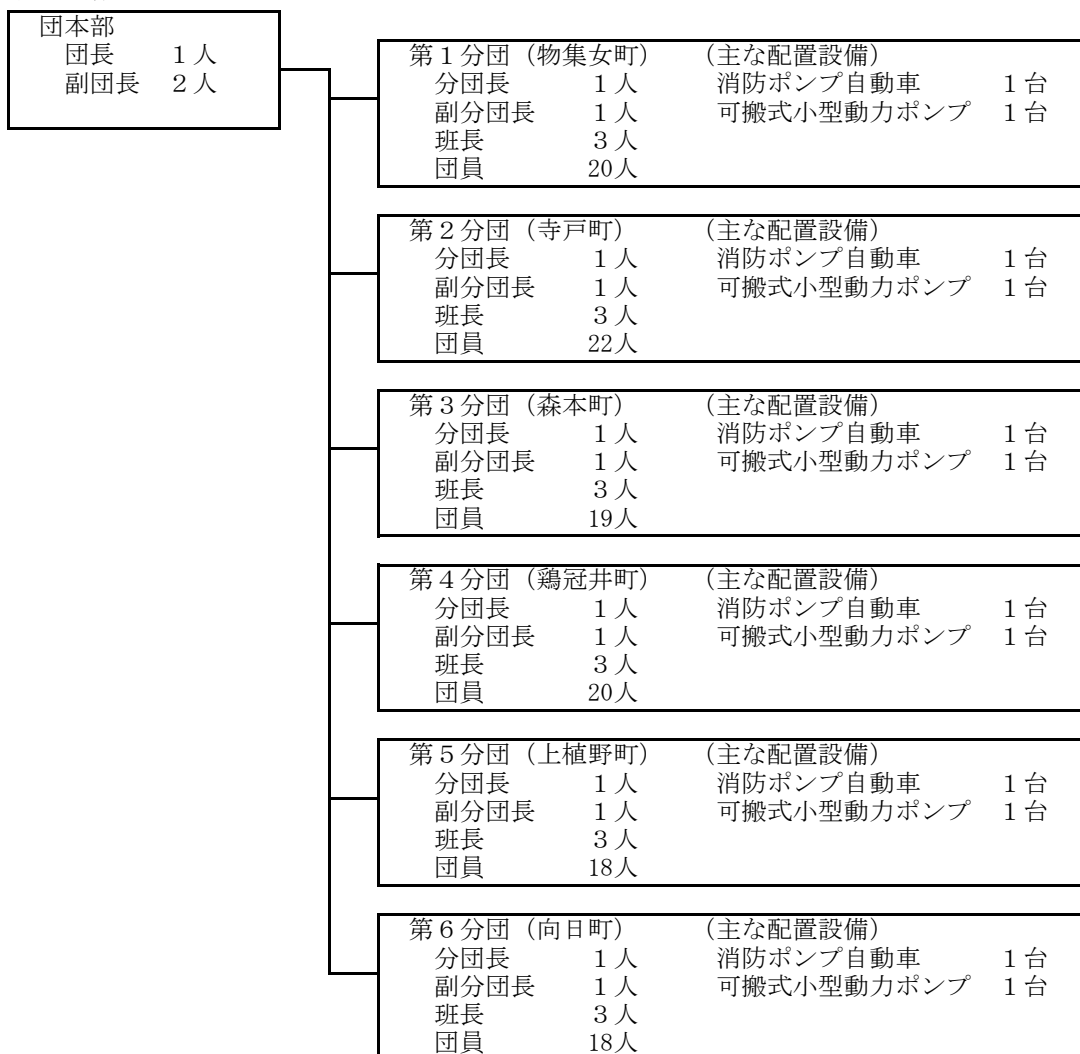 団本部
団長 １人
副団長 ２人
第１分団（物集女町） （主な配置設備）
分団長 １人 消防ポンプ自動車 １台
副分団長 １人 可搬式小型動力ポンプ １台
班長 ３人
団員 20人
第２分団（寺戸町） （主な配置設備）
分団長 １人 消防ポンプ自動車 １台
副分団長 １人 可搬式小型動力ポンプ １台
班長 ３人
団員 22人
第３分団（森本町） （主な配置設備）
分団長 １人 消防ポンプ自動車 １台
副分団長 １人 可搬式小型動力ポンプ １台
班長 ３人
団員 19人
第４分団（鶏冠井町） （主な配置設備）
分団長 １人 消防ポンプ自動車 １台
副分団長 １人 可搬式小型動力ポンプ １台
班長 ３人
団員 20人
第５分団（上植野町） （主な配置設備）
分団長 １人 消防ポンプ自動車 １台
副分団長 １人 可搬式小型動力ポンプ １台
班長 ３人
団員 18人
第６分団（向日町） （主な配置設備）
分団長 １人 消防ポンプ自動車 １台
副分団長 １人 可搬式小型動力ポンプ １台
班長 ３人
団員 18人